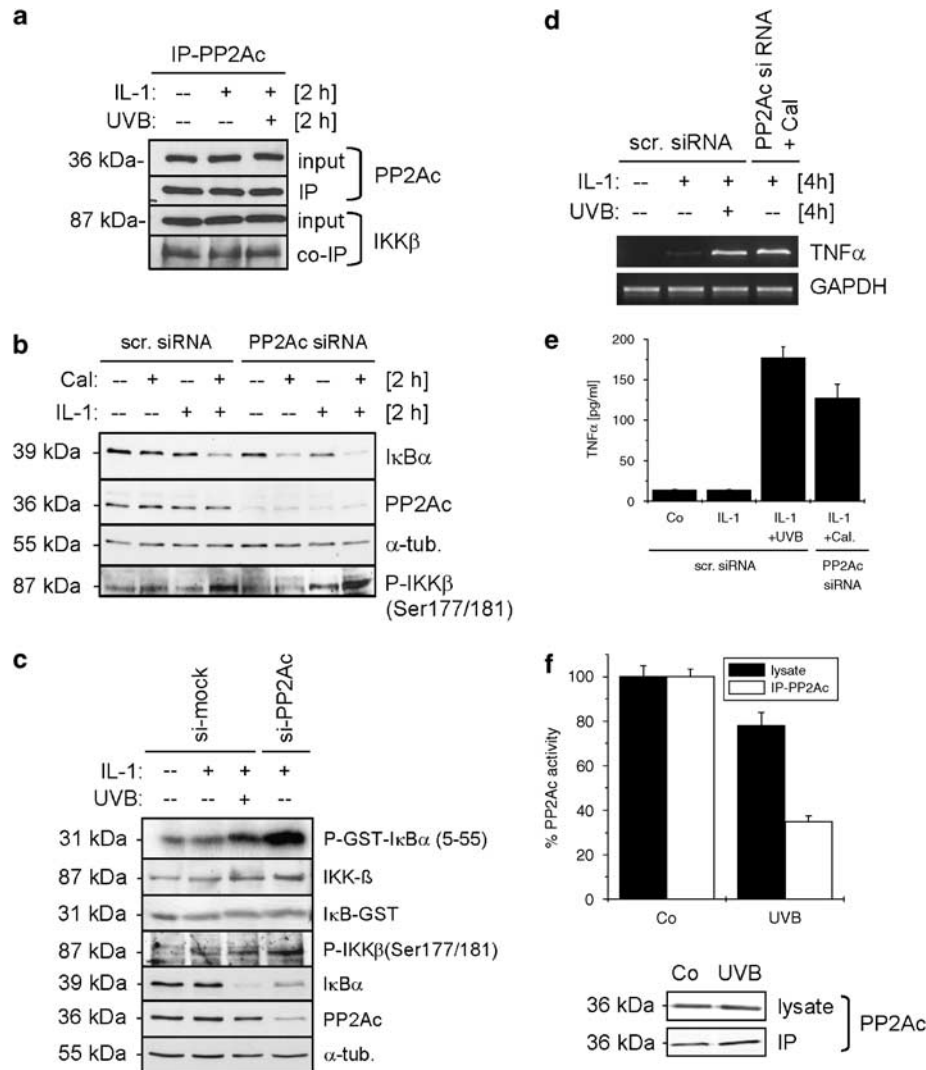 a
IP-PP2Ac
IL-1: -- + + [2 h]
UVB: -- -- + [2 h]
36 kDa- input
IP
PP2Ac
87 kDa- input
co-IP
IKKβ
b
scr. siRNA PP2Ac siRNA
Cal: -- + -- + -- + -- + [2 h]
IL-1: -- -- + + -- -- + + [2 h]
39 kDa - IκBα
36 kDa - PP2Ac
55 kDa - α-tub.
87 kDa - P-IKKβ
(Ser177/181)
c
si-mock si-PP2Ac
IL-1: -- + + +
UVB: -- -- + --
31 kDa - P-GST-IκBα (5-55)
87 kDa - IKK-ß
31 kDa - IκB-GST
87 kDa - P-IKKβ(Ser177/181)
39 kDa - IκBα
36 kDa - PP2Ac
55 kDa - α-tub.
d
scr. siRNA
PP2Ac si RNA
+ Cal
IL-1: -- + + + [4h]
UVB: -- -- + -- [4h]
TNFα
GAPDH
e
TNFα [pg/ml]
200
150
100
50
0
Co IL-1 IL-1 IL-1
+UVB +Cal.
scr. siRNA PP2Ac
siRNA
f
lysate
IP-PP2Ac
% PP2Ac activity
100
80
60
40
20
0
Co UVB
Co UVB
36 kDa - lysate
36 kDa - IP
PP2Ac